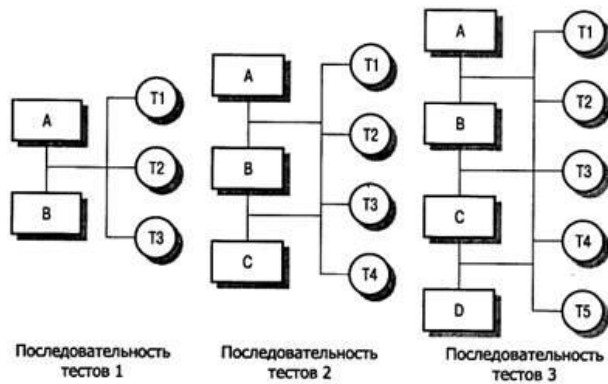 A
B
T1
T2
T3
Последовательность
тестов 1
A
B
C
T1
T2
T3
T4
Последовательность
тестов 2
A
B
C
D
T1
T2
T3
T4
T5
Последовательность
тестов 3